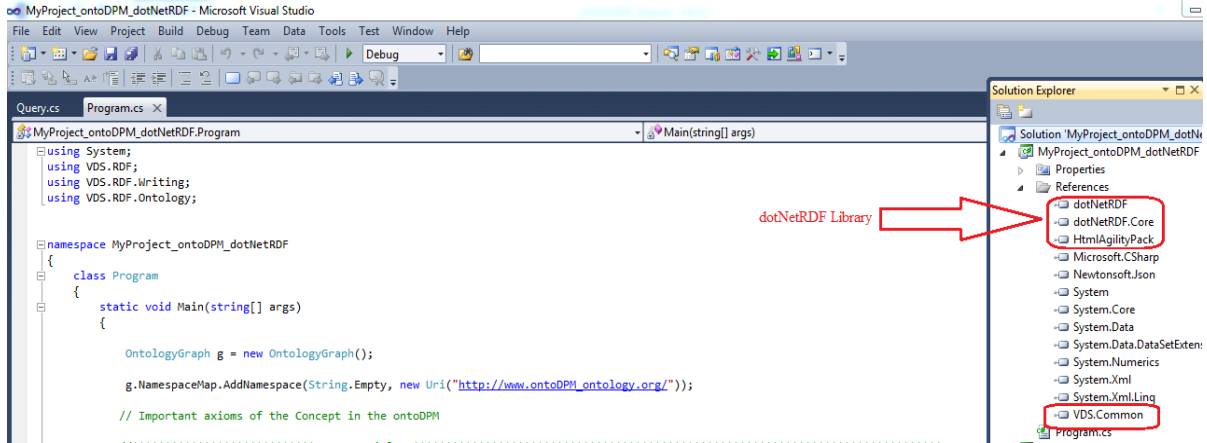 MyProject_ontoDPM_dotNetRDF - Microsoft Visual Studio
File Edit View Project Build Debug Team Data Tools Test Window Help
Debug
Query.cs Program.cs
MyProject_ontoDPM_dotNetRDF.Program Main(string[] args)
using System;
using VDS.RDF;
using VDS.RDF.Writing;
using VDS.RDF.Ontology;
namespace MyProject_ontoDPM_dotNetRDF
{
class Program
{
static void Main(string[] args)
{
OntologyGraph g = new OntologyGraph();
g.NamespaceMap.AddNamespace(String.Empty, new Uri("http://www.ontoDPM_ontology.org/"));
// Important axioms of the Concept in the ontoDPM
dotNetRDF Library
Solution Explorer
Solution 'MyProject_ontoDPM_dotNe
MyProject_ontoDPM_dotNetRDF
Properties
References
dotNetRDF
dotNetRDF.Core
HtmlAgilityPack
Microsoft.CSharp
Newtonsoft.Json
System
System.Core
System.Data
System.Data.DataSetExtens
System.Numerics
System.Xml
System.Xml.Linq
VDS.Common
Program.cs